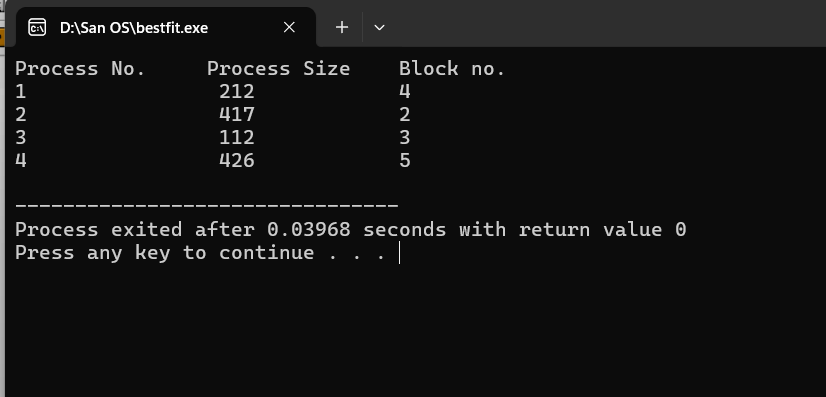 D:\San OS\bestfit.exe
Process No.     Process Size    Block no.
1                212            4
2                417            2
3                112            3
4                426            5
--------------------------------
Process exited after 0.03968 seconds with return value 0
Press any key to continue . . .